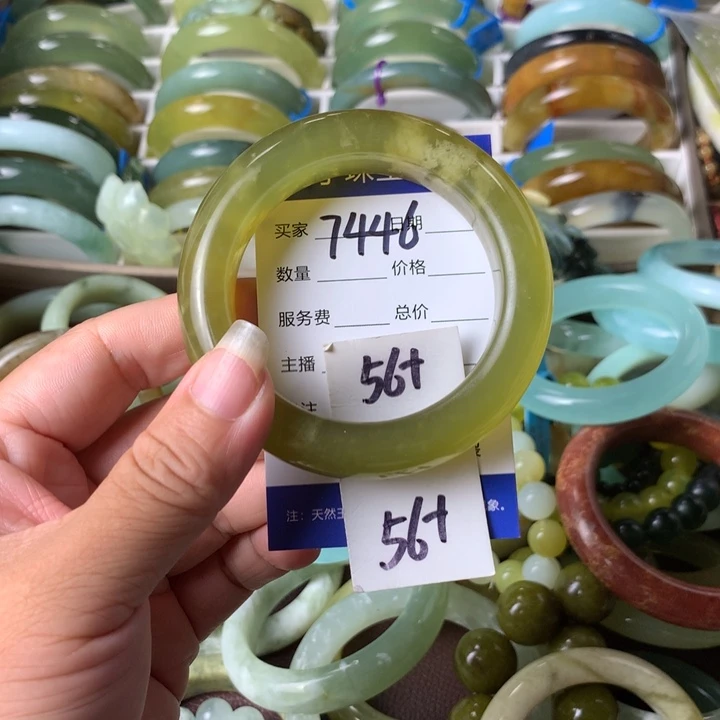 买家 7446 日期
数量 价格
服务费 总价
主播
56+
56+
注：天然 象。